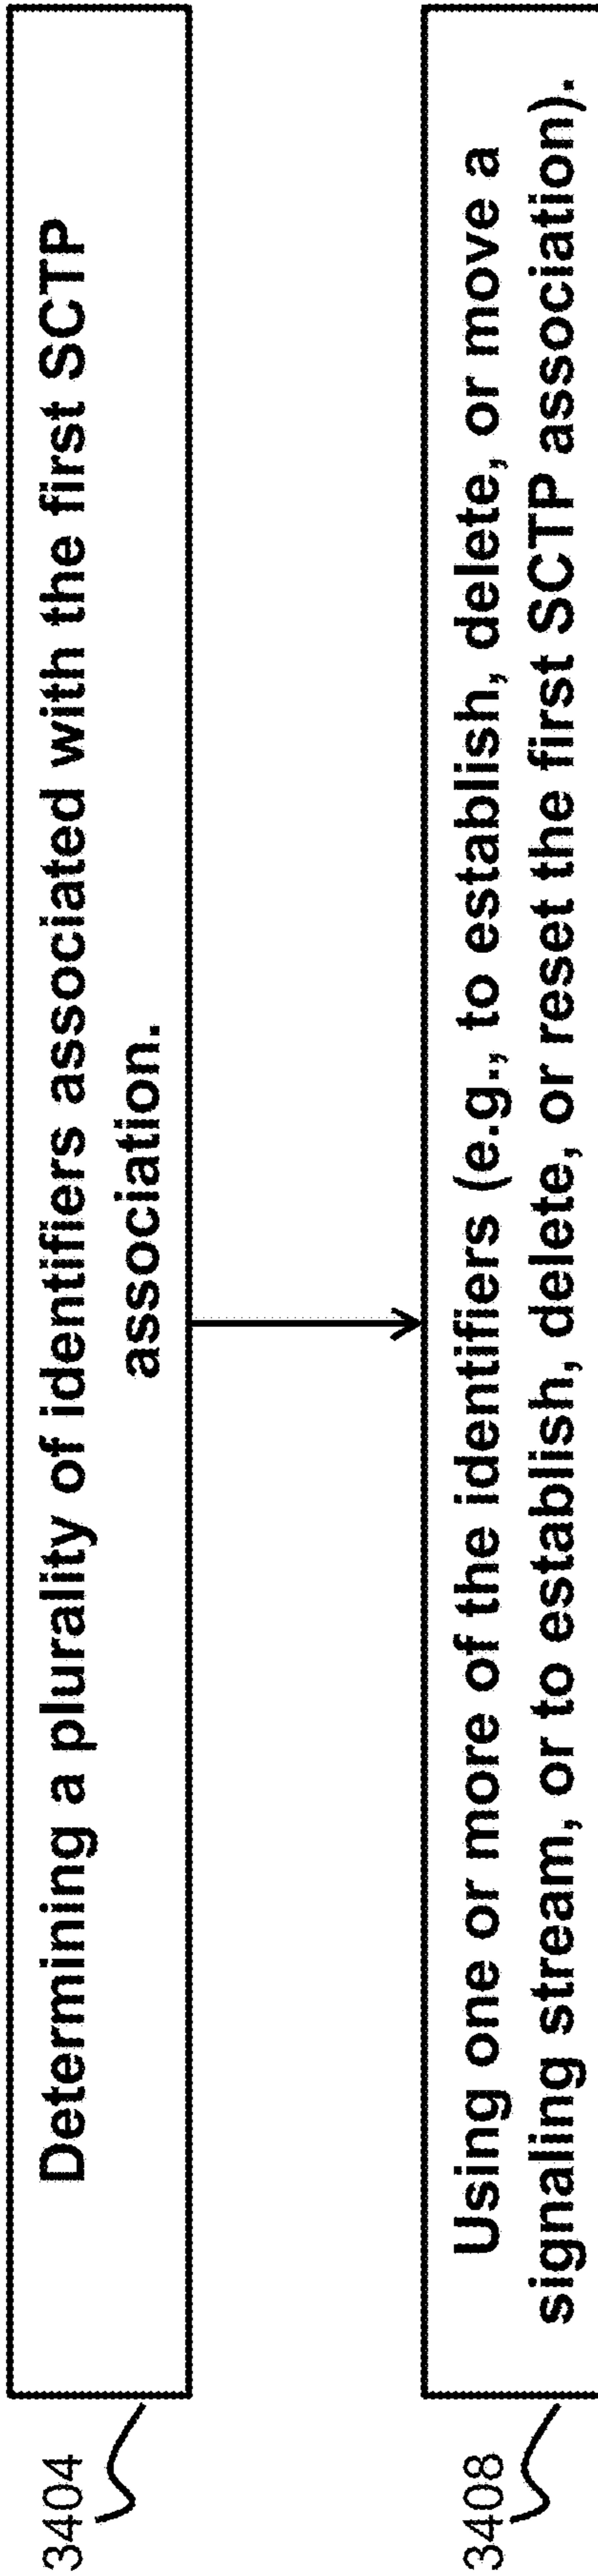 3404
Determining a plurality of identifiers associated with the first SCTP
association.
3408
Using one or more of the identifiers (e.g., to establish, delete, or move a
signaling stream, or to establish, delete, or reset the first SCTP association).